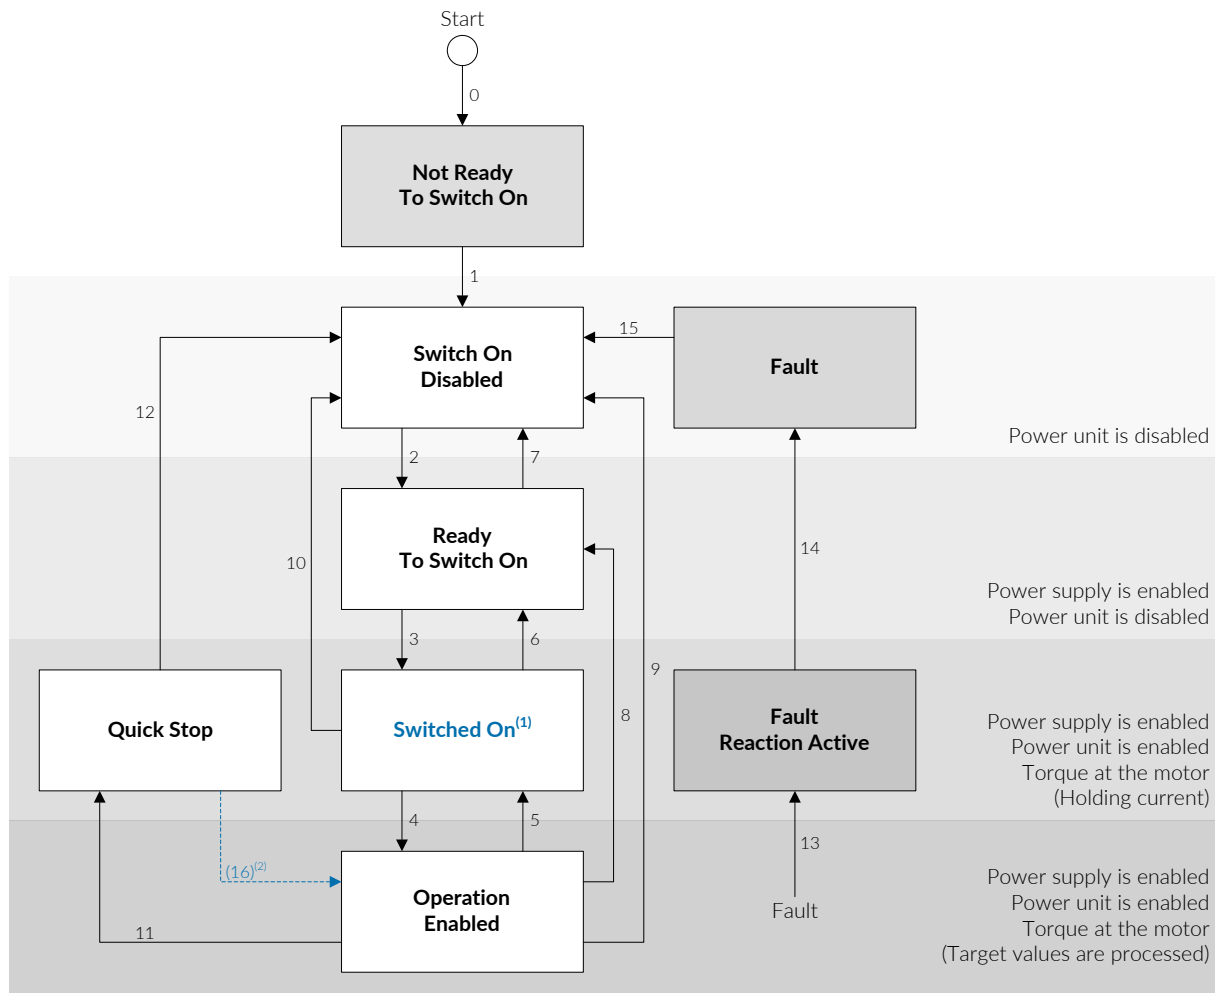 Start
0
Not Ready
To Switch On
1
Switch On
Disabled
15
Fault
12
Power unit is disabled
2
7
Ready
To Switch On
10
14
Power supply is enabled
Power unit is disabled
3
6
9
Quick Stop
Switched On(1)
8
Fault
Reaction Active
Power supply is enabled
Power unit is enabled
Torque at the motor
(Holding current)
4
5
13
(16)(2)
Operation
Enabled
Fault
11
Power supply is enabled
Power unit is enabled
Torque at the motor
(Target values are processed)